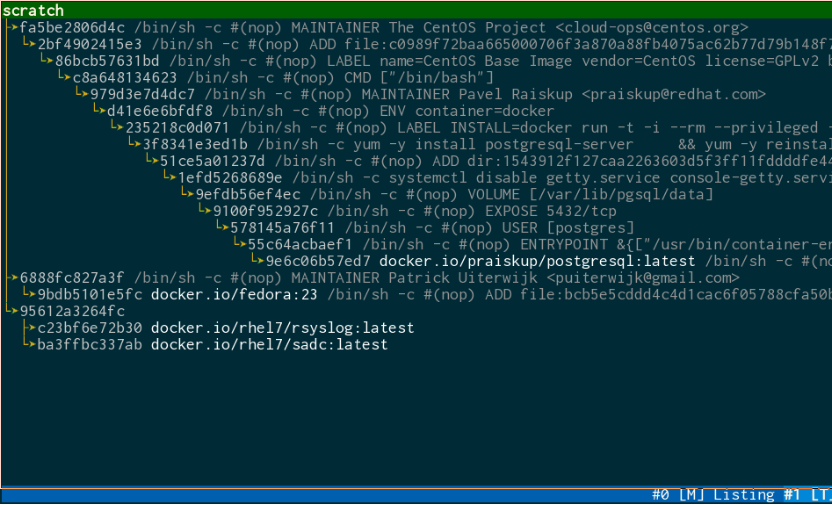 scratch
fa5be2806d4c /bin/sh -c #(nop) MAINTAINER The CentOS Project <cloud-ops@centos.org>
2bf4902415e3 /bin/sh -c #(nop) ADD file:c0989f72baa665000706f3a870a88fb4075ac62b77d79b148f7
86bcb57631bd /bin/sh -c #(nop) LABEL name=CentOS Base Image vendor=CentOS license=GPLv2 b
c8a648134623 /bin/sh -c #(nop) CMD ["/bin/bash"]
979d3e7d4dc7 /bin/sh -c #(nop) MAINTAINER Pavel Raiskup <praiskup@redhat.com>
d41e6e6bfdf8 /bin/sh -c #(nop) ENV container=docker
235218c0d071 /bin/sh -c #(nop) LABEL INSTALL=docker run -t -i --rm --privileged -
3f8341e3ed1b /bin/sh -c yum -y install postgresql-server && yum -y reinstal
51ce5a01237d /bin/sh -c #(nop) ADD dir:1543912f127caa2263603d5f3ff11fddddfe44
1efd5268689e /bin/sh -c systemctl disable getty.service console-getty.servi
9efdb56ef4ec /bin/sh -c #(nop) VOLUME [/var/lib/pgsql/data]
9100f952927c /bin/sh -c #(nop) EXPOSE 5432/tcp
578145a76f11 /bin/sh -c #(nop) USER [postgres]
55c64acbaef1 /bin/sh -c #(nop) ENTRYPOINT &{["/usr/bin/container-en
9e6c06b57ed7 docker.io/praiskup/postgresql:latest /bin/sh -c #(no
6888fc827a3f /bin/sh -c #(nop) MAINTAINER Patrick Uiterwijk <puiterwijk@gmail.com>
9bdb5101e5fc docker.io/fedora:23 /bin/sh -c #(nop) ADD file:bcb5e5cddd4c4d1cac6f05788cfa50b
95612a3264fc
c23bf6e72b30 docker.io/rhel7/rsyslog:latest
ba3ffbc337ab docker.io/rhel7/sadc:latest
#0 [M] Listing #1 [T]